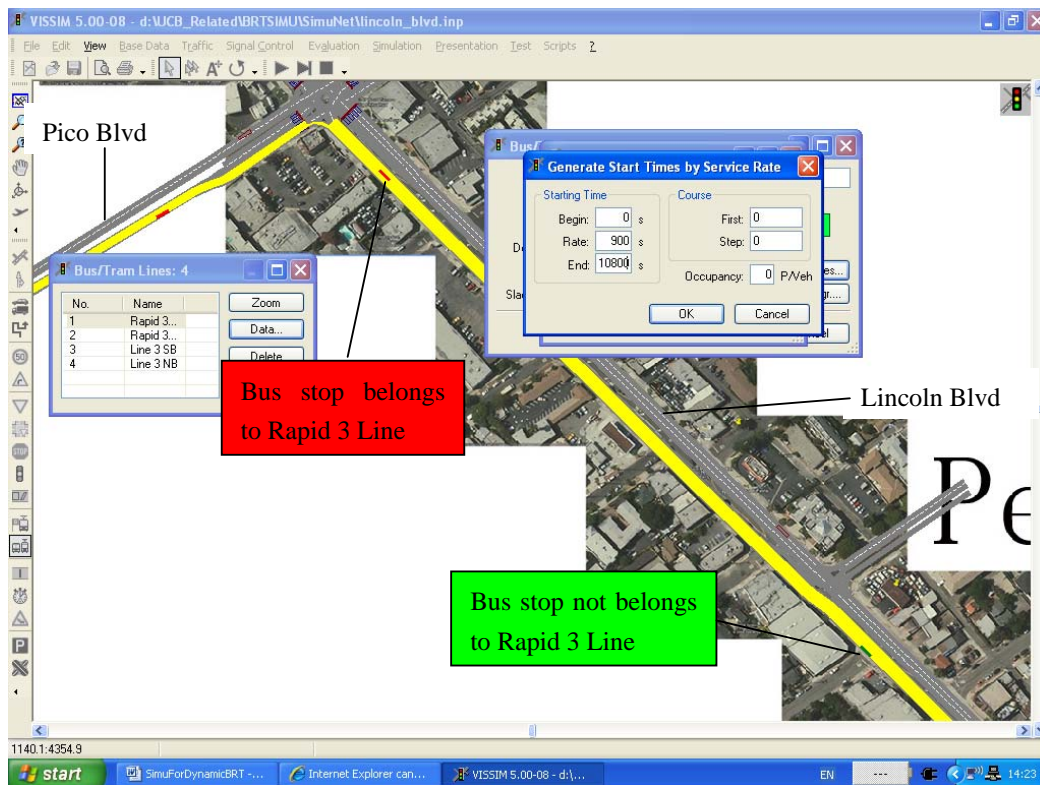 VISSIM 5.00-08 - d:\UCB_Related\BRTSIMU\SimuNet\lincoln_blvd.inp
File Edit View Base Data Traffic Signal Control Evaluation Simulation Presentation Test Scripts ?
Pico Blvd
Bus/
Generate Start Times by Service Rate
Starting Time
Begin: 0 s
Rate: 900 s
End: 10800 s
Course
First: 0
Step: 0
Occupancy: 0 P/Veh
OK Cancel
Bus/Tram Lines: 4
No. Name
1 Rapid 3...
2 Rapid 3...
3 Line 3 SB
4 Line 3 NB
Zoom
Data...
Delete
Bus stop belongs
to Rapid 3 Line
Lincoln Blvd
Pe
Bus stop not belongs
to Rapid 3 Line
50
STOP
P
1140.1:4354.9
start
SimuForDynamicBRT -...
Internet Explorer can...
VISSIM 5.00-08 - d:\...
EN
---
14:23